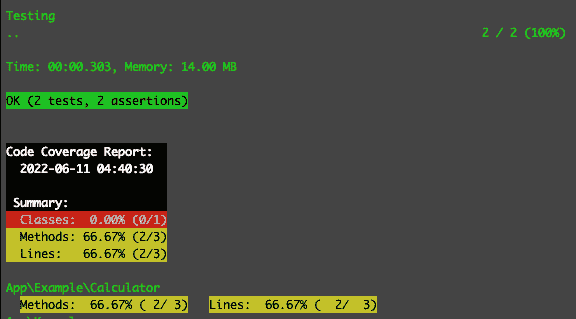 Testing
.. 2 / 2 (100%)
Time: 00:00.303, Memory: 14.00 MB
OK (2 tests, 2 assertions)
Code Coverage Report:
2022-06-11 04:40:30
Summary:
Classes: 0.00% (0/1)
Methods: 66.67% (2/3)
Lines: 66.67% (2/3)
App\Example\Calculator
Methods: 66.67% ( 2/ 3) Lines: 66.67% ( 2/ 3)